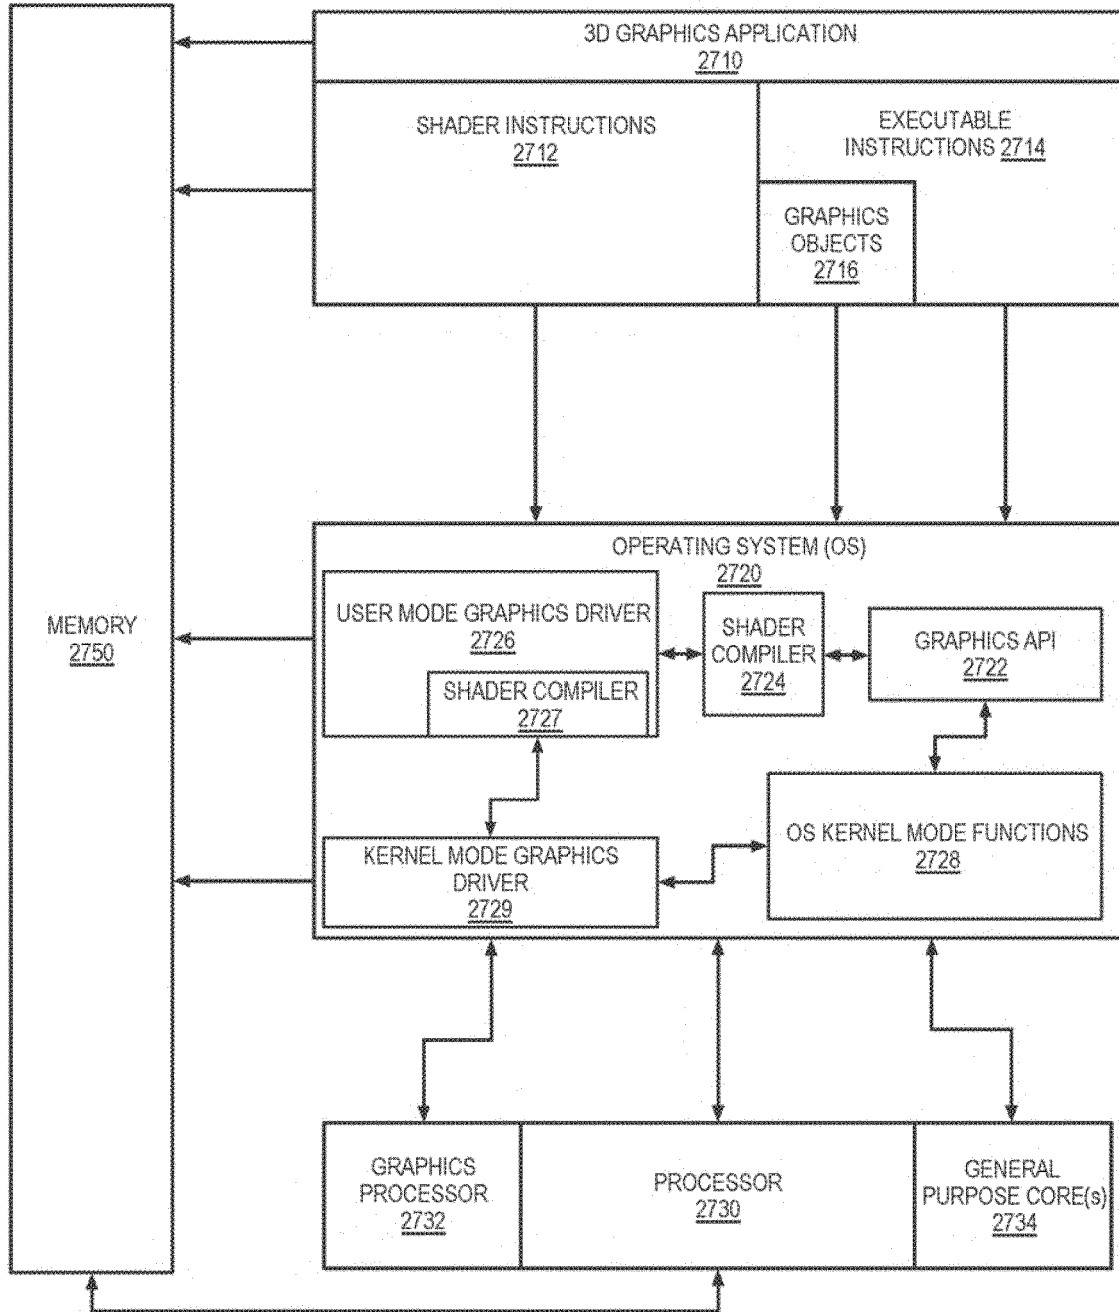 3D GRAPHICS APPLICATION
2710
SHADER INSTRUCTIONS
2712
EXECUTABLE
INSTRUCTIONS 2714
GRAPHICS
OBJECTS
2716
OPERATING SYSTEM (OS)
2720
USER MODE GRAPHICS DRIVER
2726
SHADER COMPILER
2727
SHADER
COMPILER
2724
GRAPHICS API
2722
MEMORY
2750
KERNEL MODE GRAPHICS
DRIVER
2729
OS KERNEL MODE FUNCTIONS
2728
GRAPHICS
PROCESSOR
2732
PROCESSOR
2730
GENERAL
PURPOSE CORE(s)
2734